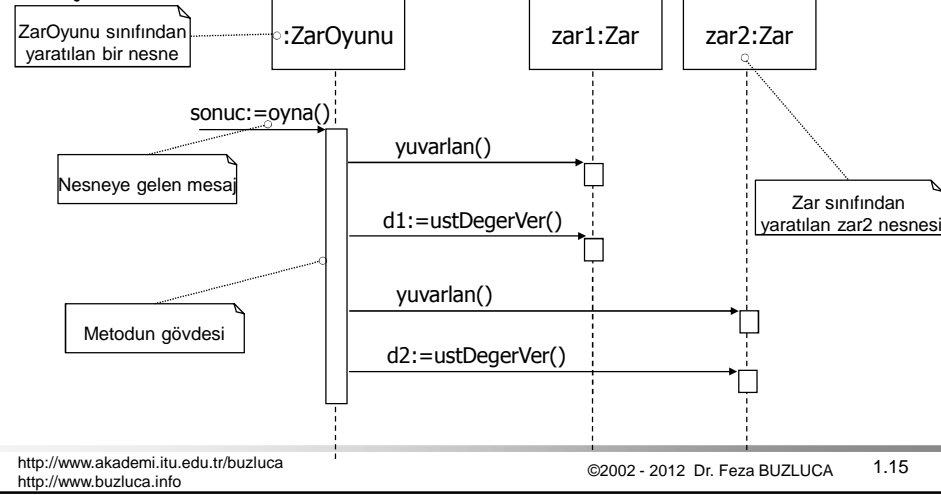 ZarOyunu sınıfından
yaratılan bir nesne
:ZarOyunu
zar1:Zar
zar2:Zar
sonuc:=oyna()
yuvarlan()
Nesneye gelen mesaj
Zar sınıfından
yaratılan zar2 nesnesi
d1:=ustDegerVer()
yuvarlan()
Metodun gövdesi
d2:=ustDegerVer()
http://www.akademi.itu.edu.tr/buzluca
http://www.buzluca.info
©2002 - 2012 Dr. Feza BUZLUCA
1.15